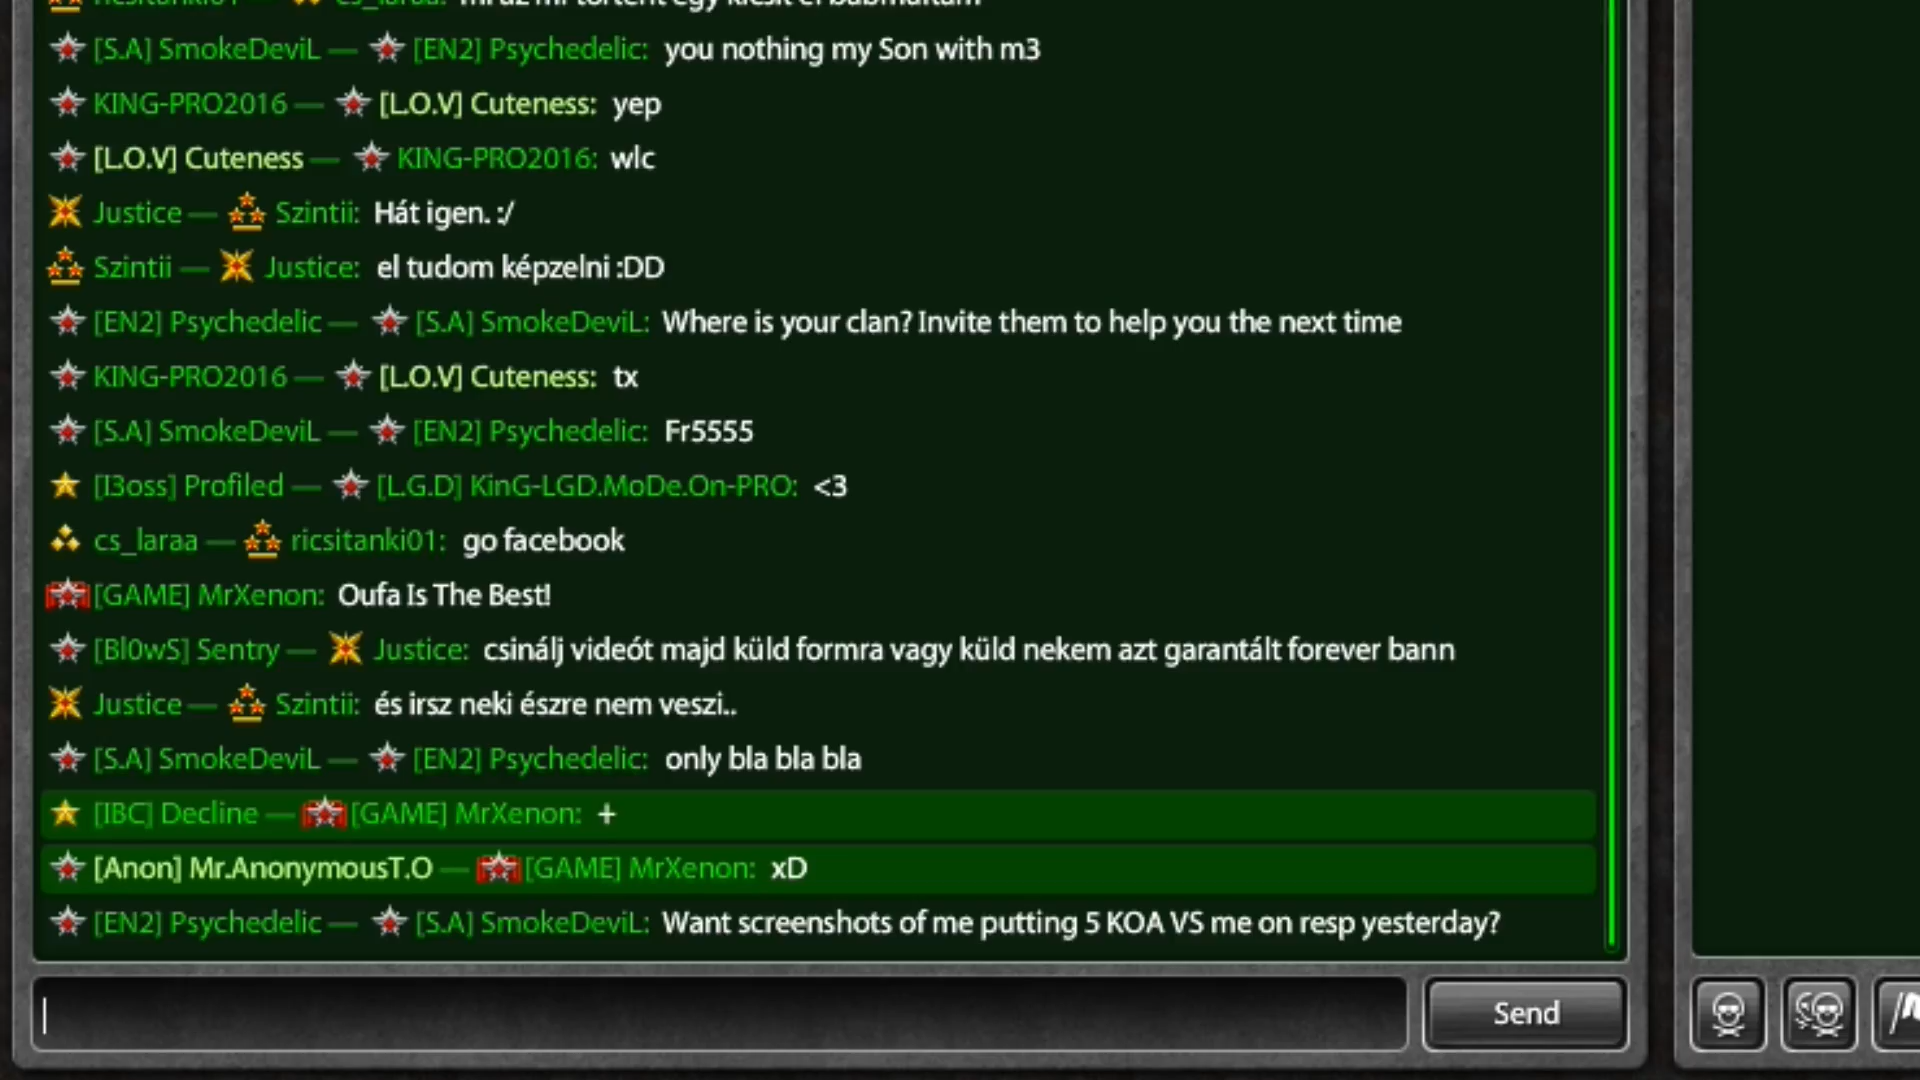 [S.A] SmokeDeviL — [EN2] Psychedelic: you nothing my Son with m3
KING-PRO2016 — [L.O.V] Cuteness: yep
[L.O.V] Cuteness — KING-PRO2016: wlc
Justice — Szintii: Hát igen. :/
Szintii — Justice: el tudom képzelni :DD
[EN2] Psychedelic — [S.A] SmokeDeviL: Where is your clan? Invite them to help you the next time
KING-PRO2016 — [L.O.V] Cuteness: tx
[S.A] SmokeDeviL — [EN2] Psychedelic: Fr5555
[I3oss] Profiled — [L.G.D] KinG-LGD.MoDe.On-PRO: <3
cs_laraa — ricsitanki01: go facebook
[GAME] MrXenon: Oufa Is The Best!
[Bl0wS] Sentry — Justice: csinálj videót majd küld formra vagy küld nekem azt garantált forever bann
Justice — Szintii: és irsz neki észre nem veszi..
[S.A] SmokeDeviL — [EN2] Psychedelic: only bla bla bla
[IBC] Decline — [GAME] MrXenon: +
[Anon] Mr.AnonymousT.O — [GAME] MrXenon: xD
[EN2] Psychedelic — [S.A] SmokeDeviL: Want screenshots of me putting 5 KOA VS me on resp yesterday?
Send